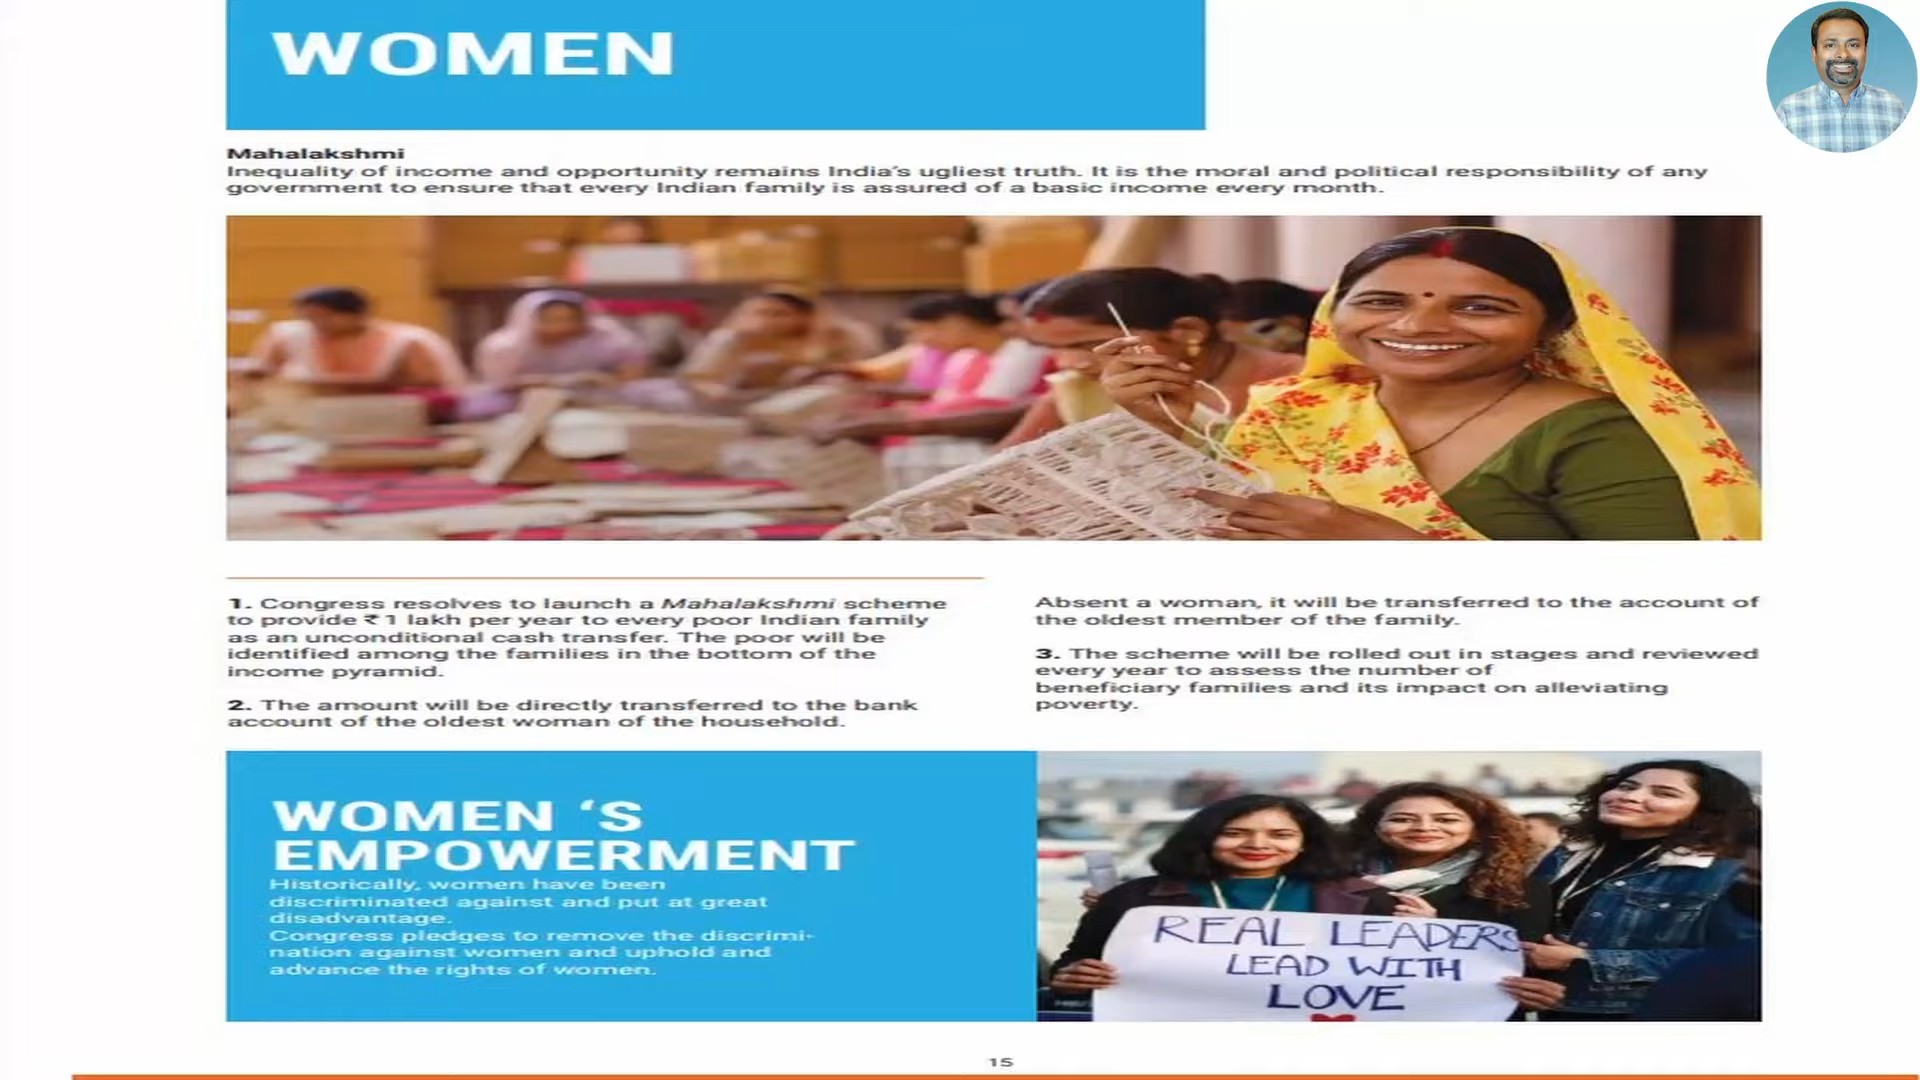 WOMEN
Mahalakshmi
Inequality of income and opportunity remains India's ugliest truth. It is the moral and political responsibility of any
government to ensure that every Indian family is assured of a basic income every month.
1. Congress resolves to launch a Mahalakshmi scheme
to provide ₹ 1 lakh per year to every poor Indian family
as an unconditional cash transfer. The poor will be
identified among the families in the bottom of the
income pyramid.
2. The amount will be directly transferred to the bank
account of the oldest woman of the household.
Absent a woman, it will be transferred to the account of
the oldest member of the family.
3. The scheme will be rolled out in stages and reviewed
every year to assess the number of
beneficiary families and its impact on alleviating
poverty.
WOMEN ‘S
EMPOWERMENT
Historically, women have been
discriminated against and put at great
disadvantage.
Congress pledges to remove the discrimi-
nation against women and uphold and
advance the rights of women.
REAL LEADERS
LEAD WITH
LOVE
15